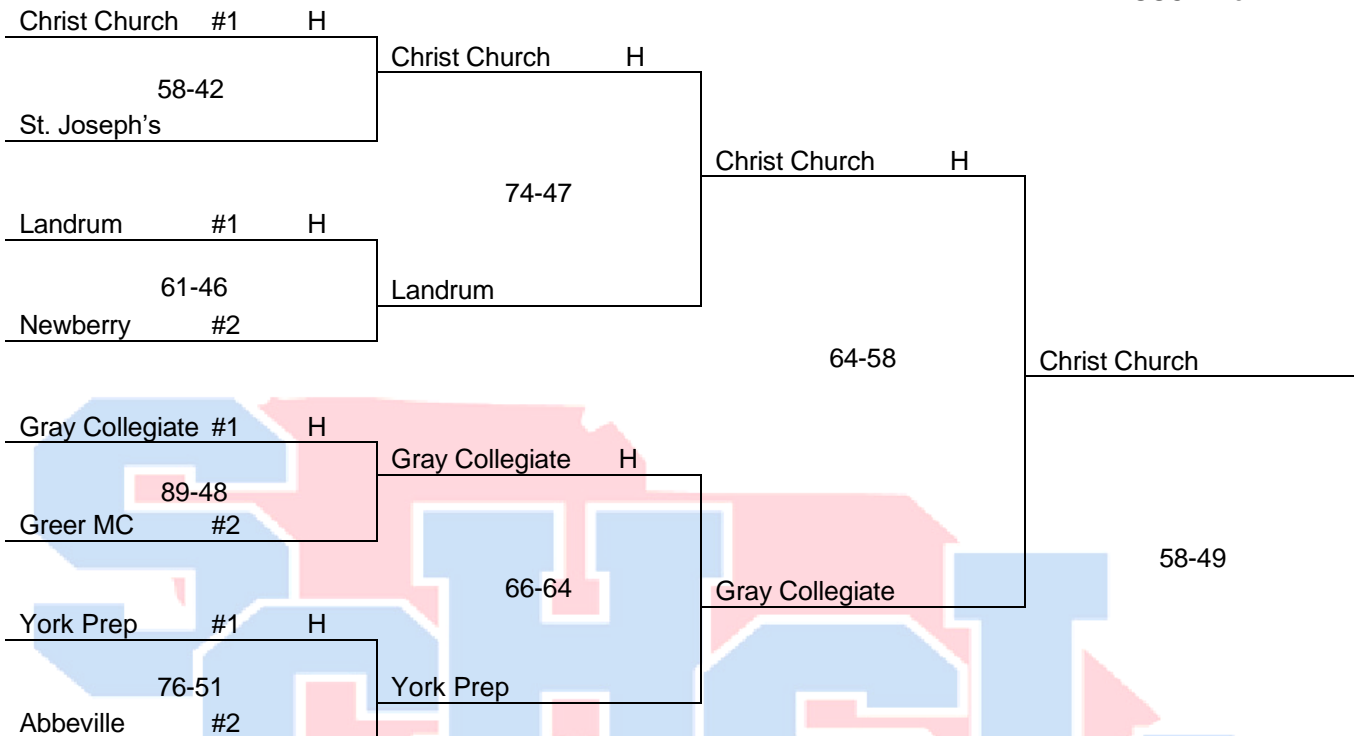 Christ Church #1 H
Christ Church H
58-42
St. Joseph's
Christ Church H
74-47
Landrum #1 H
61-46
Landrum
Newberry #2
64-58
Christ Church
Gray Collegiate #1 H
Gray Collegiate H
89-48
Greer MC #2
58-49
66-64
Gray Collegiate
York Prep #1 H
76-51
York Prep
Abbeville #2